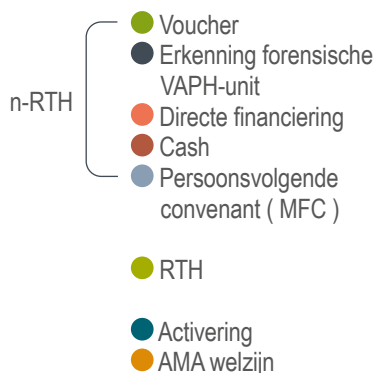 Voucher
Erkenning forensische
VAPH-unit
n-RTH
Directe financiering
Cash
Persoonsvolgende
convenant ( MFC )
RTH
Activering
AMA welzijn